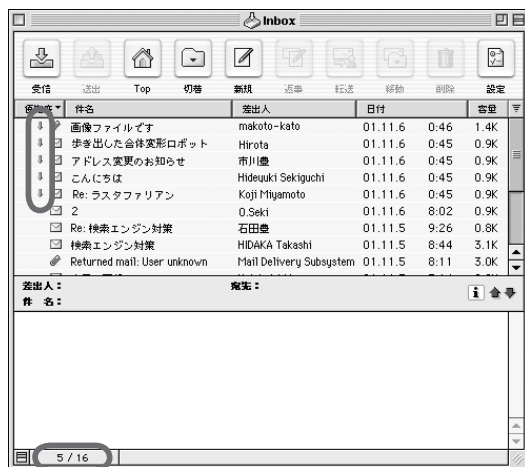 Inbox
受信 送出 Top 切替 新規 返事 転送 移動 削除 設定
件名 差出人 日付 容量
画像ファイルです makoto-kato 01.11.6 0:46 1.4K
歩き出した合体変形ロボット Hirota 01.11.6 0:45 0.9K
アドレス変更のお知らせ 市川豊 01.11.6 0:45 0.9K
こんにちは Hideyuki Sekiguchi 01.11.6 0:45 0.9K
Re: ラスタファリアン Koji Miyamoto 01.11.6 0:45 0.9K
2 O.Seki 01.11.6 8:02 0.9K
Re: 検索エンジン対策 石田豊 01.11.5 9:26 0.8K
検索エンジン対策 HIDAKA Takashi 01.11.5 8:44 3.1K
Returned mail: User unknown Mail Delivery Subsystem 01.11.5 8:11 3.0K
差出人： 宛先：
件 名：
5 / 16